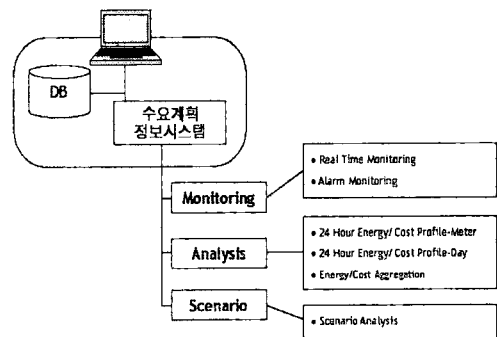 DB
수요계획
정보시스템
Monitoring
• Real Time Monitoring
• Alarm Monitoring
Analysis
• 24 Hour Energy/ Cost Profile-Meter
• 24 Hour Energy/ Cost Profile-Day
• Energy/Cost Aggregation
Scenario
• Scenario Analysis